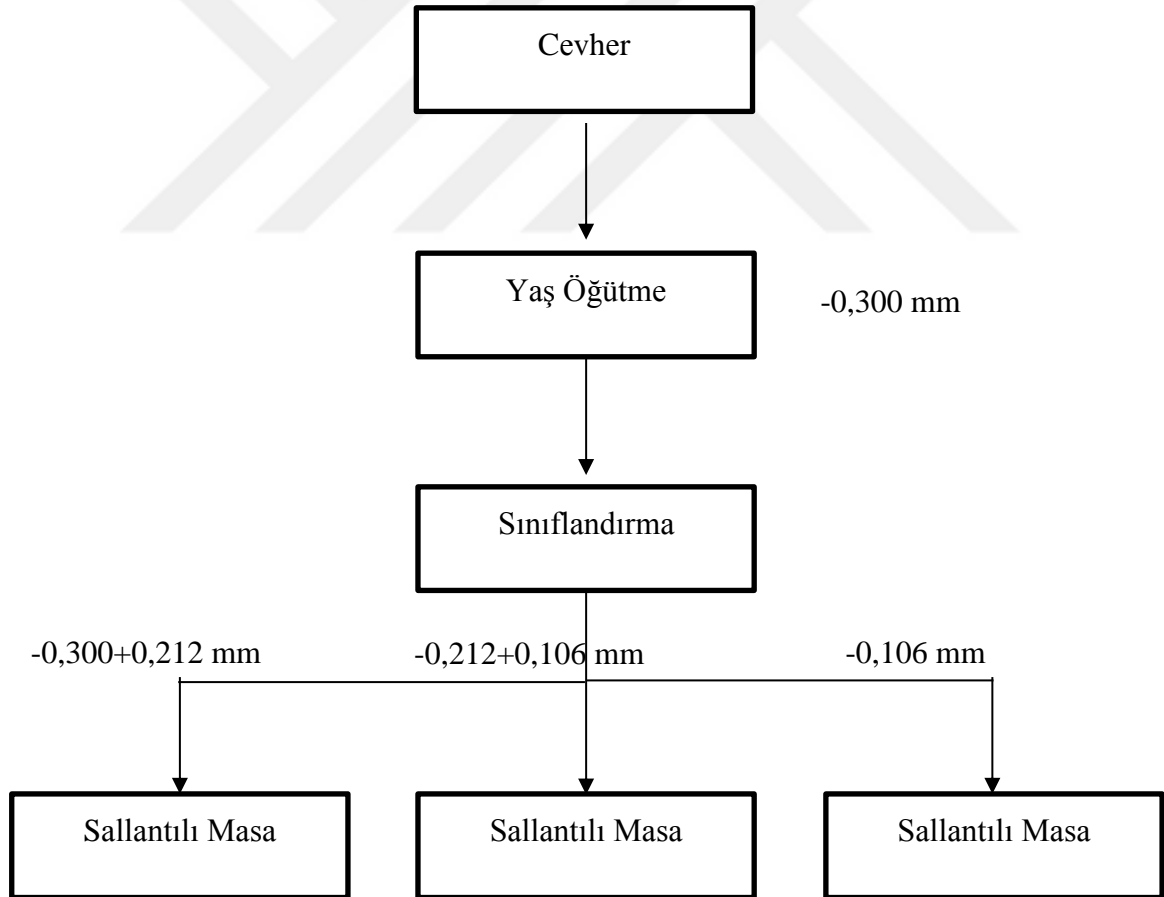 Cevher
Yaş Öğütme
-0,300 mm
Sınıflandırma
-0,300+0,212 mm
-0,212+0,106 mm
-0,106 mm
Sallantılı Masa
Sallantılı Masa
Sallantılı Masa